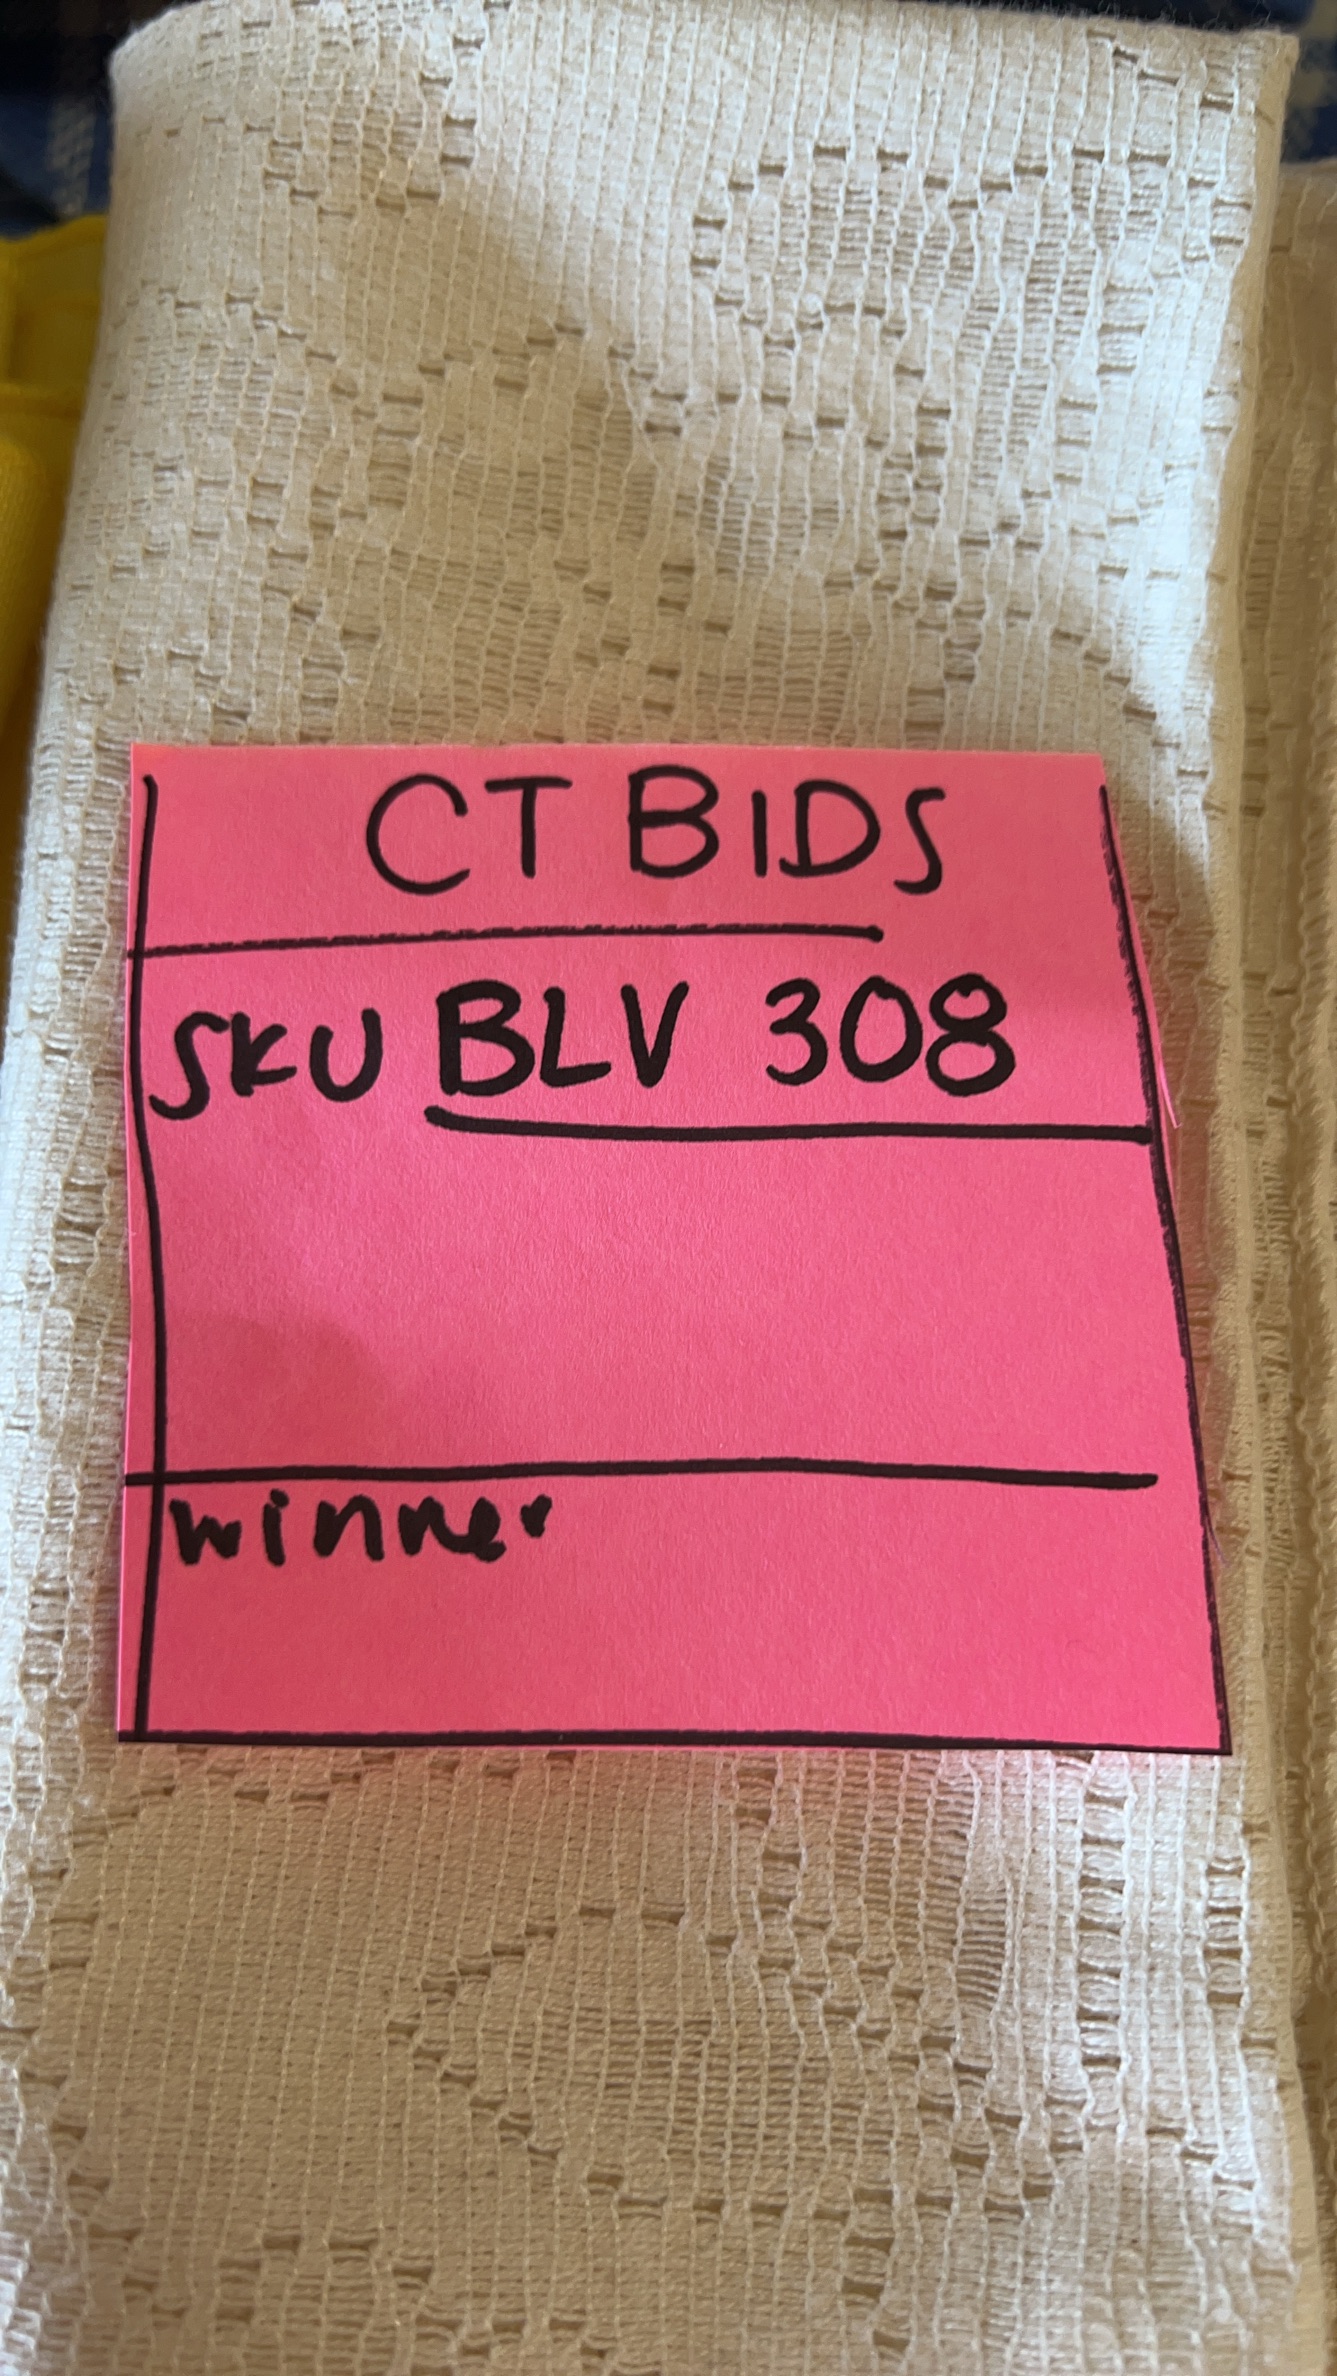 CT BIDS
SKU BLV 308
winner